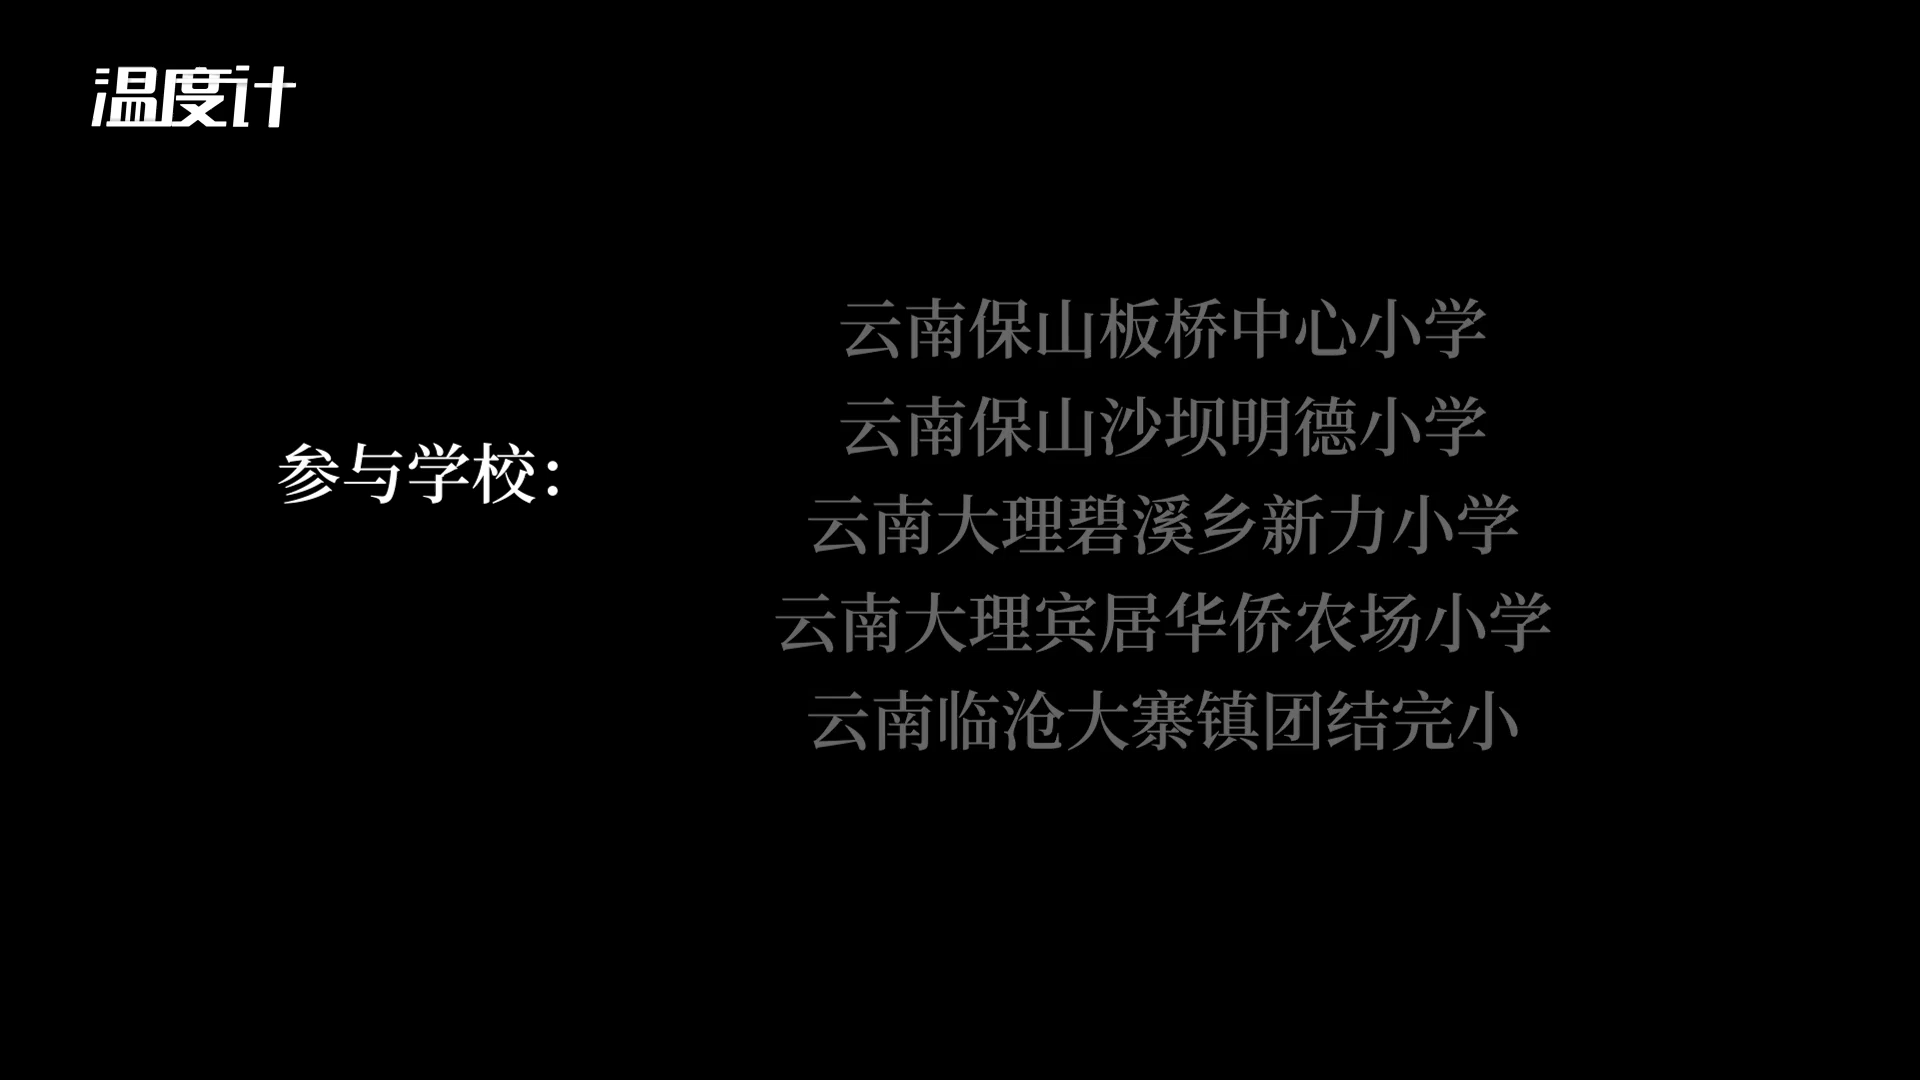 温度计
参与学校：
云南保山板桥中心小学
云南保山沙坝明德小学
云南大理碧溪乡新力小学
云南大理宾居华侨农场小学
云南临沧大寨镇团结完小